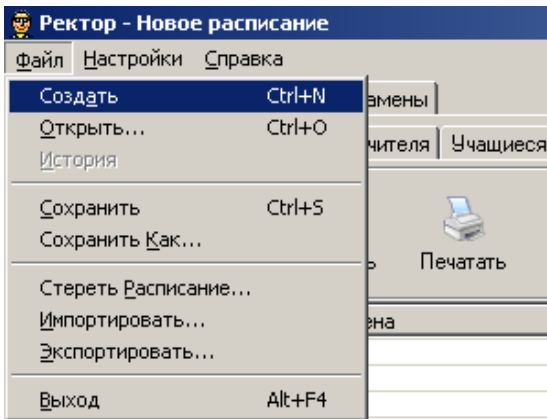 Ректор - Новое расписание
Файл Настройки Справка
Создать Ctrl+N
амены
Открыть... Ctrl+O
чителя Учащиеся
История
Сохранить Ctrl+S
Сохранить Как...
ь Печатать
Стереть Расписание...
Импортировать...
на
Экспортировать...
Выход Alt+F4